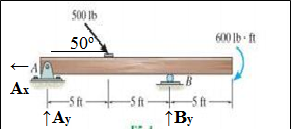 500 lb
50°
600 lb · ft
← A
Ax
B
5 ft 5 ft 5 ft
↑Ay ↑By